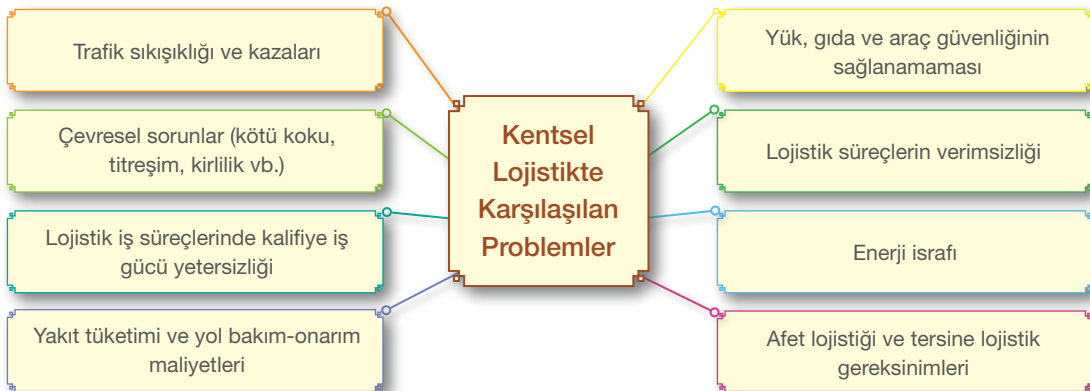 Trafik sıkışıklığı ve kazaları
Çevresel sorunlar (kötü koku,
titreşim, kirlilik vb.)
Lojistik iş süreçlerinde kalifiye iş
gücü yetersizliği
Yakıt tüketimi ve yol bakım-onarım
maliyetleri
Kentsel
Lojistikte
Karşılaşılan
Problemler
Yük, gıda ve araç güvenliğinin
sağlanamaması
Lojistik süreçlerin verimsizliği
Enerji israfı
Afet lojistiği ve tersine lojistik
gereksinimleri